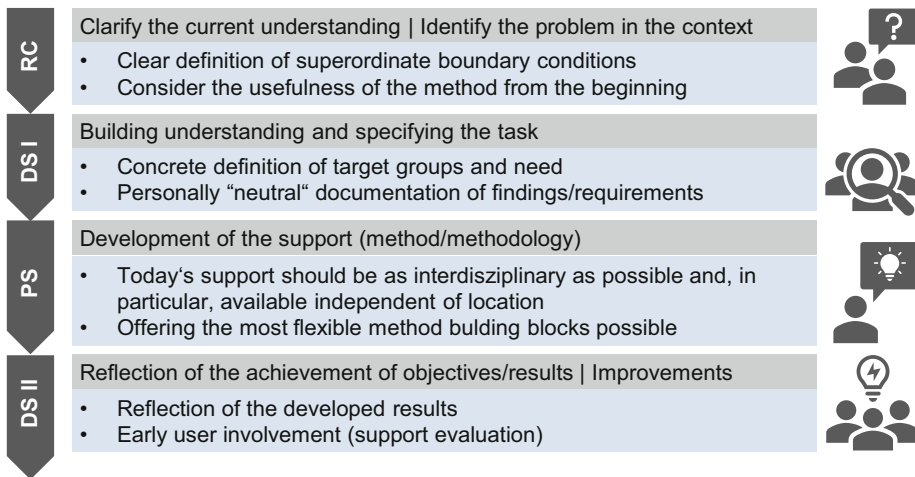 RC
Clarify the current understanding | Identify the problem in the context
• Clear definition of superordinate boundary conditions
• Consider the usefulness of the method from the beginning
?
DS I
Building understanding and specifying the task
• Concrete definition of target groups and need
• Personally “neutral“ documentation of findings/requirements
PS
Development of the support (method/methodology)
• Today‘s support should be as interdisziplinary as possible and, in
particular, available independent of location
• Offering the most flexible method bulding blocks possible
DS II
Reflection of the achievement of objectives/results | Improvements
• Reflection of the developed results
• Early user involvement (support evaluation)